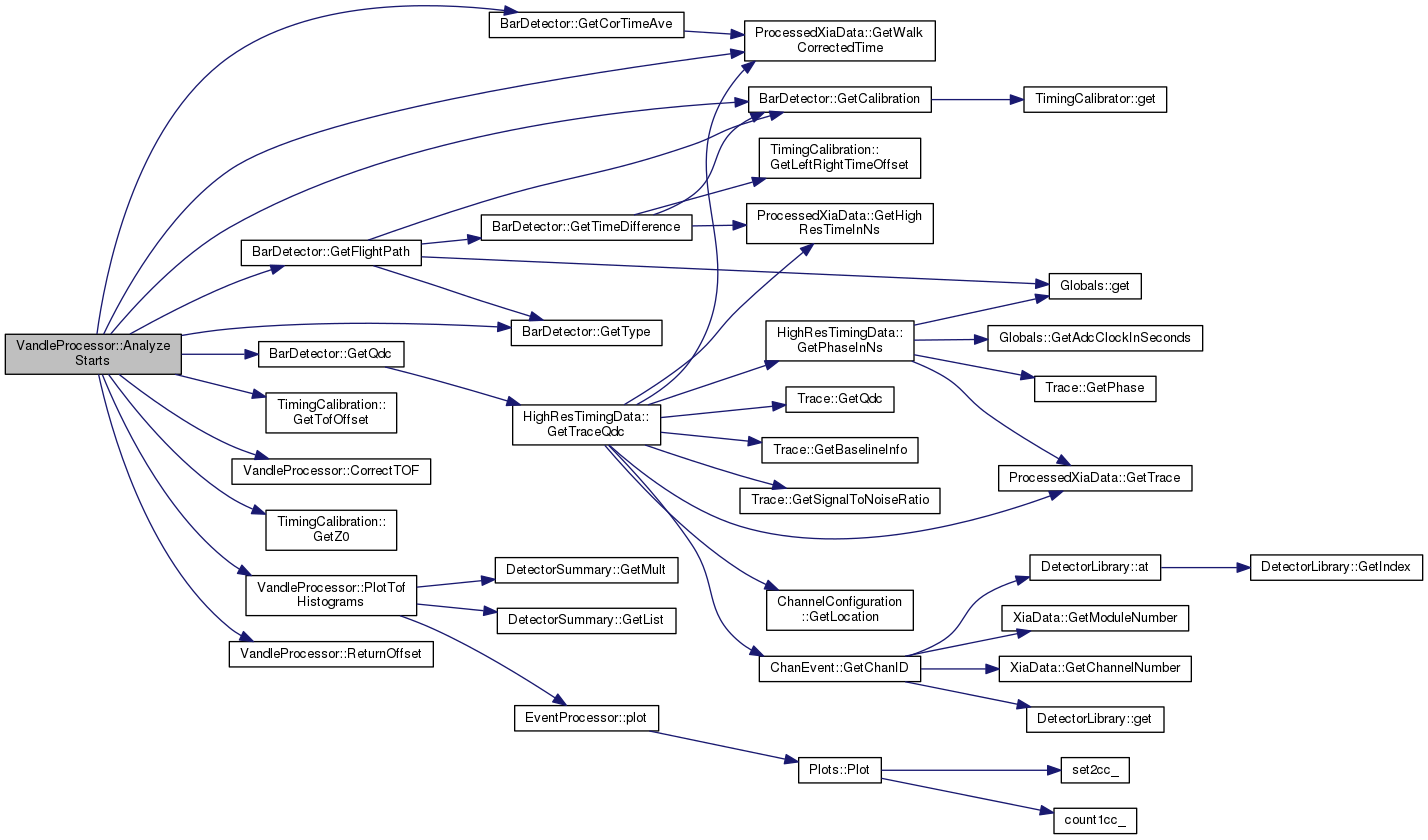 BarDetector::GetCorTimeAve
ProcessedXiaData::GetWalk
CorrectedTime
BarDetector::GetCalibration
TimingCalibrator::get
TimingCalibration::
GetLeftRightTimeOffset
BarDetector::GetTimeDifference
ProcessedXiaData::GetHigh
ResTimeInNs
BarDetector::GetFlightPath
Globals::get
BarDetector::GetType
HighResTimingData::
GetPhaseInNs
Globals::GetAdcClockInSeconds
VandleProcessor::Analyze
Starts
BarDetector::GetQdc
Trace::GetPhase
Trace::GetQdc
TimingCalibration::
GetTofOffset
HighResTimingData::
GetTraceQdc
Trace::GetBaselineInfo
VandleProcessor::CorrectTOF
ProcessedXiaData::GetTrace
Trace::GetSignalToNoiseRatio
TimingCalibration::
GetZ0
DetectorSummary::GetMult
DetectorLibrary::at
DetectorLibrary::GetIndex
VandleProcessor::PlotTof
Histograms
ChannelConfiguration
::GetLocation
DetectorSummary::GetList
XiaData::GetModuleNumber
VandleProcessor::ReturnOffset
ChanEvent::GetChanID
XiaData::GetChannelNumber
EventProcessor::plot
DetectorLibrary::get
Plots::Plot
set2cc_
count1cc_